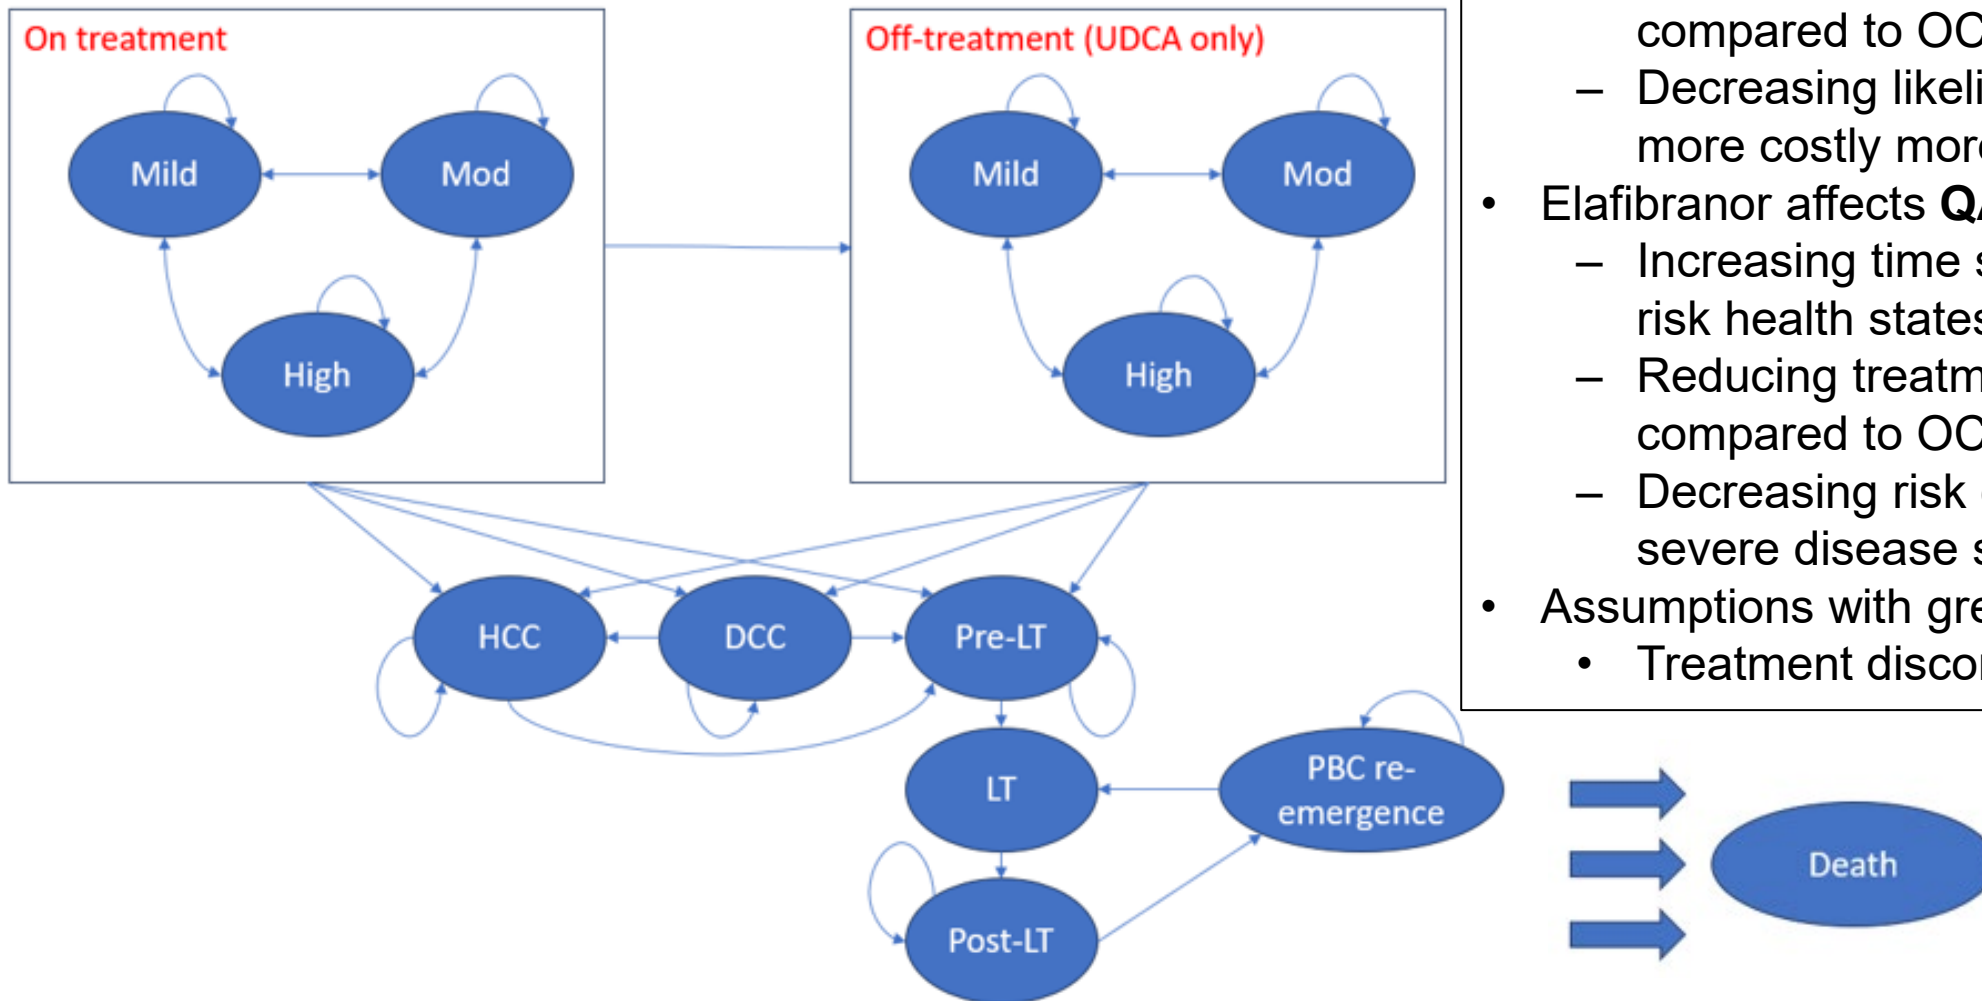 On treatment
Mild
Mod
High
Off-treatment (UDCA only)
Mild
Mod
High
HCC
DCC
Pre-LT
LT
PBC re-
emergence
Post-LT
Death
compared to OC
– Decreasing likeli
more costly more
• Elafibranor affects QA
– Increasing time s
risk health states
– Reducing treatm
compared to OC
– Decreasing risk
severe disease s
• Assumptions with gre
• Treatment discon